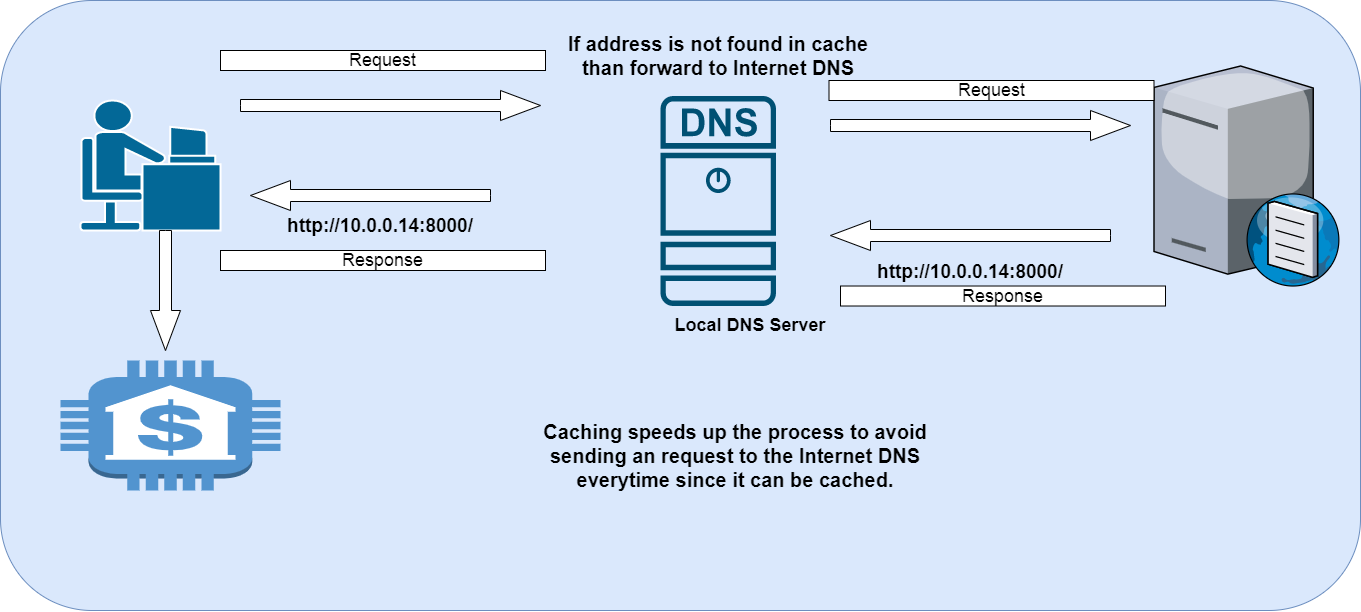 If address is not found in cache
than forward to Internet DNS
Request
Request
DNS
http://10.0.0.14:8000/
Response
http://10.0.0.14:8000/
Response
Local DNS Server
$
Caching speeds up the process to avoid
sending an request to the Internet DNS
everytime since it can be cached.